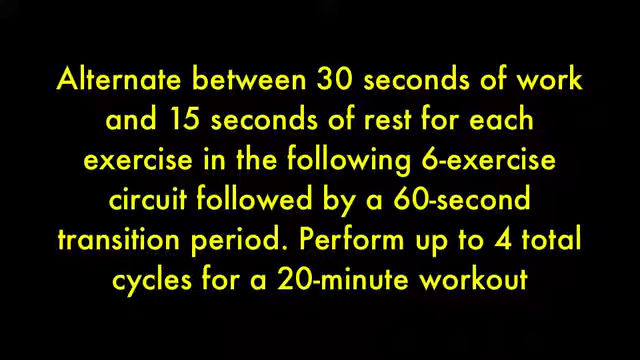 Alternate between 30 seconds of work
and 15 seconds of rest for each
exercise in the following 6-exercise
circuit followed by a 60-second
transition period. Perform up to 4 total
cycles for a 20-minute workout